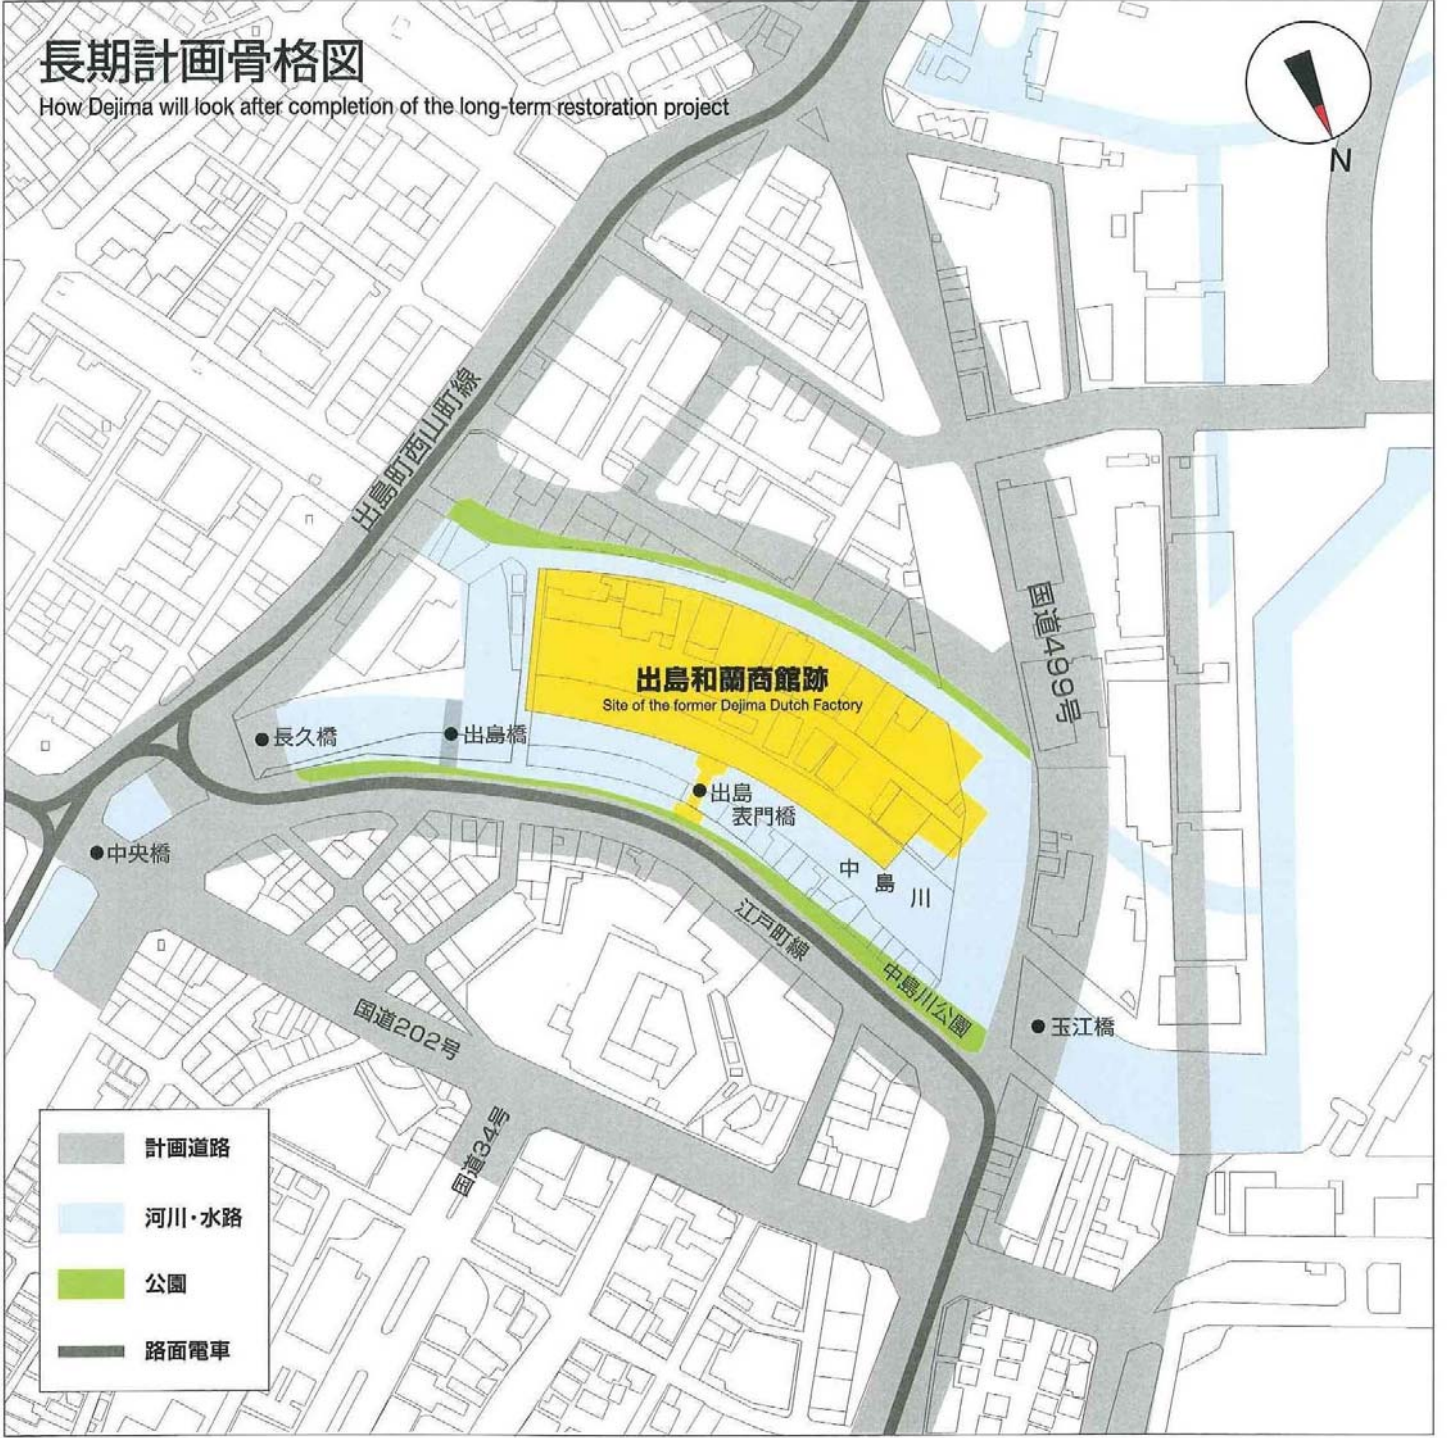 長期計画骨格図
How Dejima will look after completion of the long-term restoration project
N
出島町西山町線
国道499号
出島和蘭商館跡
Site of the former Dejima Dutch Factory
長久橋
出島橋
出島
表門橋
中央橋
中島川
江戸町線
中島川公園
玉江橋
国道202号
国道34号
計画道路
河川・水路
公園
路面電車